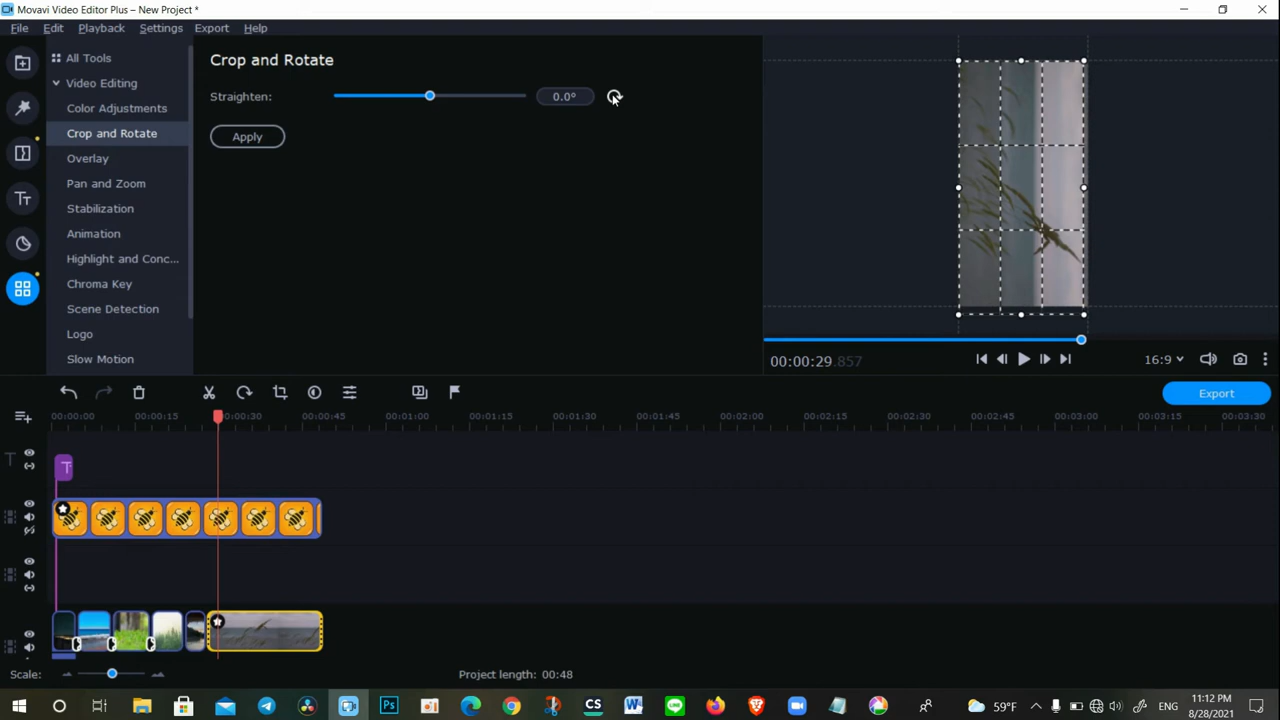 Movavi Video Editor Plus – New Project *
File Edit Playback Settings Export Help
All Tools
Video Editing
Color Adjustments
Crop and Rotate
Overlay
Pan and Zoom
Stabilization
Animation
Highlight and Conc...
Chroma Key
Scene Detection
Logo
Slow Motion
Crop and Rotate
Straighten: 0.0°
Apply
00:00:29.857
16:9
Export
00:00:00 00:00:15 00:00:30 00:00:45 00:01:00 00:01:15 00:01:30 00:01:45 00:02:00 00:02:15 00:02:30 00:02:45 00:03:00 00:03:15 00:03:30
Scale:
Project length: 00:48
59°F
ENG
11:12 PM
8/28/2021